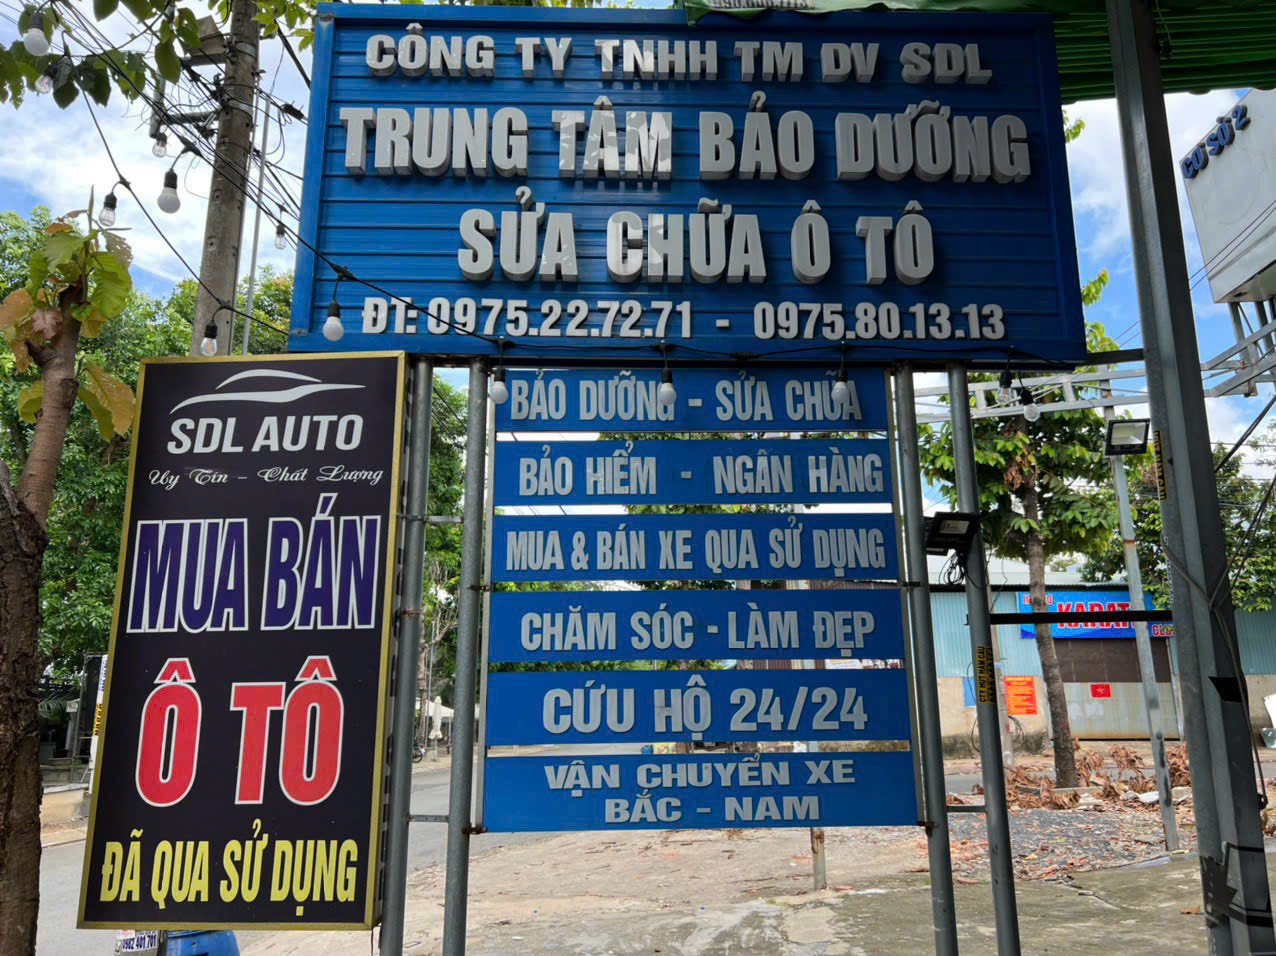 CÔNG TY TNHH TM DV SDL
TRUNG TÂM BẢO DƯỠNG
SỬA CHỮA Ô TÔ
ĐT: 0975.22.72.71 - 0975.80.13.13
SDL AUTO
Uy Tín - Chất Lượng
MUA BÁN
Ô TÔ
ĐÃ QUA SỬ DỤNG
BẢO DƯỠNG - SỬA CHỮA
BẢO HIỂM - NGÂN HÀNG
MUA & BÁN XE QUA SỬ DỤNG
CHĂM SÓC - LÀM ĐẸP
CỨU HỘ 24/24
VẬN CHUYỂN XE
BẮC - NAM
CƠ SỞ 2
KARAT
0982 401 701